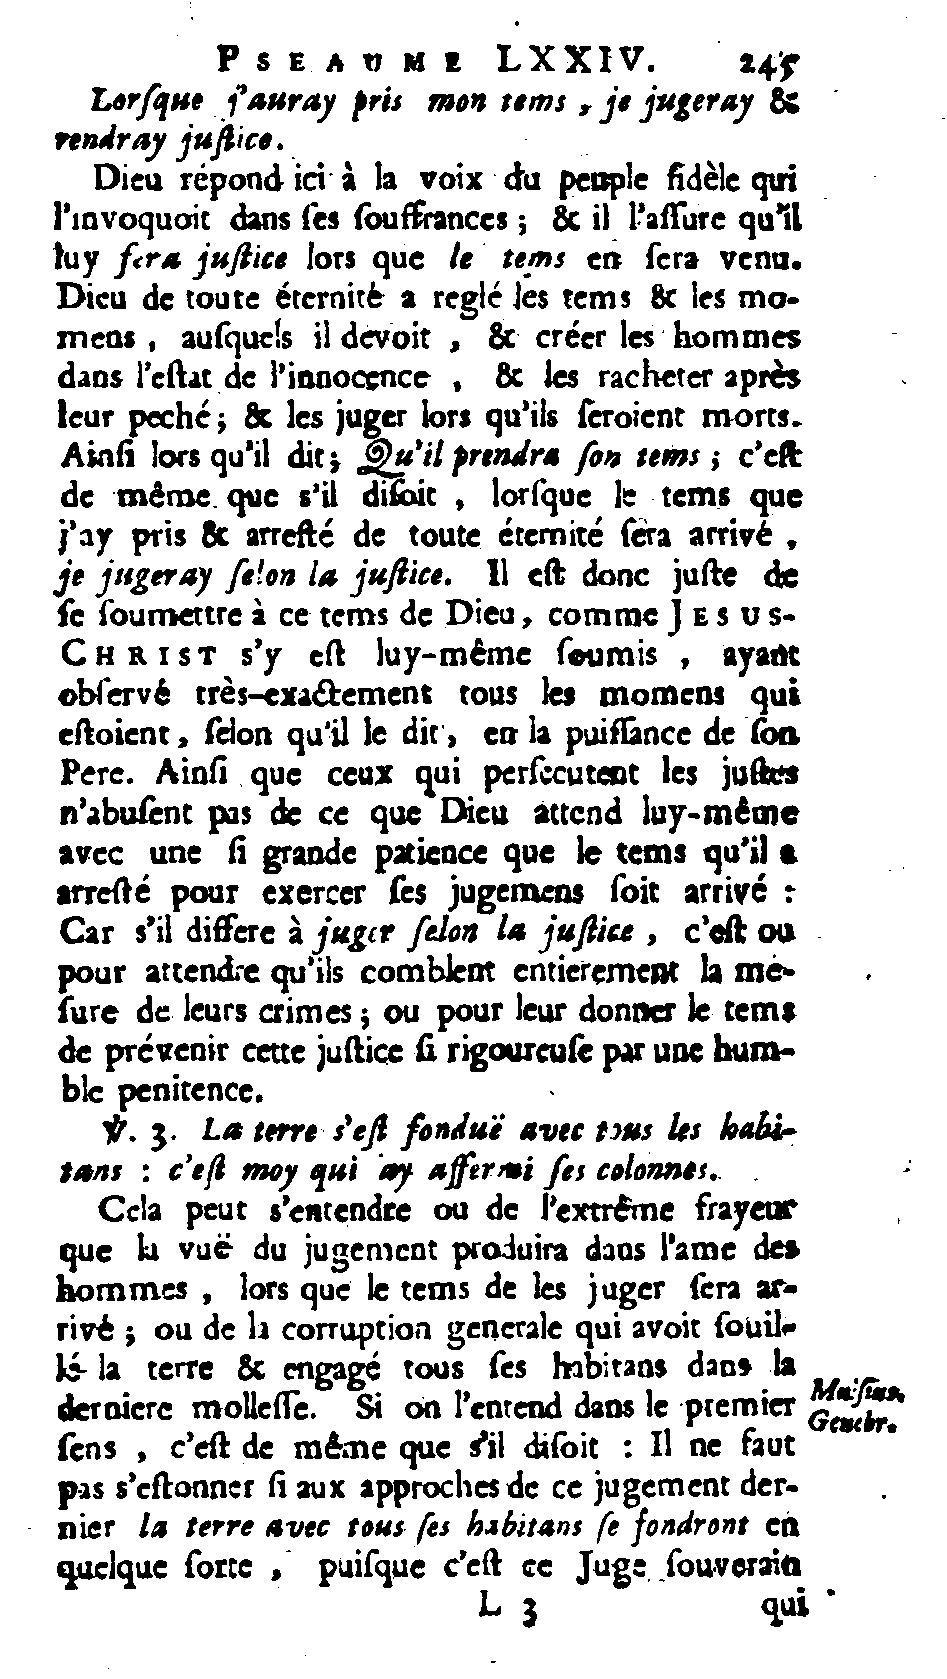 PSEAUME LXXIV. 245
Lorſque j'auray pris mon tems, je jugeray &
rendray juſtice.
Dieu répond ici à la voix du peuple fidèle qui
l'invoquoit dans ſes ſouffrances ; & il l'aſſure qu'il
luy fera juſtice lors que le tems en ſera venu.
Dieu de toute éternité a reglé les tems & les mo-
mens, auſquels il devoit, & créer les hommes
dans l'eſtat de l'innocence, & les racheter après
leur peché; & les juger lors qu'ils ſeroient morts.
Ainſi lors qu'il dit; Qu'il prendra ſon tems ; c'eſt
de même que s'il diſoit, lorſque le tems que
j'ay pris & arreſté de toute éternité ſera arrivé,
je jugeray ſelon la juſtice. Il eſt donc juſte de
ſe ſoumettre à ce tems de Dieu, comme JESUS-
CHRIST s'y eſt luy-même ſoumis, ayant
obſervé très-exactement tous les momens qui
eſtoient, ſelon qu'il le dit, en la puiſſance de ſon
Pere. Ainſi que ceux qui perſecutent les juſtes
n'abuſent pas de ce que Dieu attend luy-même
avec une ſi grande patience que le tems qu'il a
arreſté pour exercer ſes jugemens ſoit arrivé :
Car s'il differe à juger ſelon la juſtice, c'eſt ou
pour attendre qu'ils comblent entierement la me-
ſure de leurs crimes; ou pour leur donner le tems
de prévenir cette juſtice ſi rigoureuſe par une hum-
ble penitence.
℣. 3. La terre s'eſt fonduë avec tous les habi-
tans : c'eſt moy qui ay affermi ſes colonnes.
Cela peut s'entendre ou de l'extrême frayeur
que la vuë du jugement produira dans l'ame des
hommes, lors que le tems de les juger ſera ar-
rivé ; ou de la corruption generale qui avoit ſouil-
lé la terre & engagé tous ſes habitans dans la
derniere molleſſe. Si on l'entend dans le premier
Muiſius.
Genebr.
ſens, c'eſt de même que s'il diſoit : Il ne faut
pas s'eſtonner ſi aux approches de ce jugement der-
nier la terre avec tous ſes habitans ſe fondront en
quelque ſorte, puiſque c'eſt ce Juge ſouverain
L 3 qui